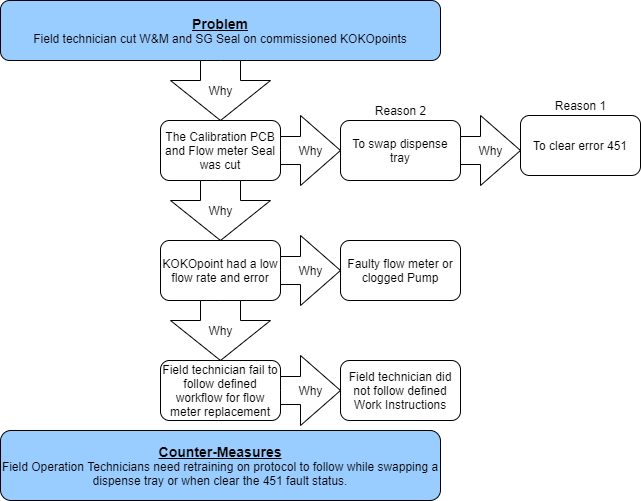 Problem
Field technician cut W&M and SG Seal on commissioned KOKOpoints
Why
Reason 2
Reason 1
The Calibration PCB
and Flow meter Seal
was cut
Why
To swap dispense
tray
Why
To clear error 451
Why
KOKOpoint had a low
flow rate and error
Why
Faulty flow meter or
clogged Pump
Why
Field technician fail to
follow defined
workflow for flow
meter replacement
Why
Field technician did
not follow defined
Work Instructions
Counter-Measures
Field Operation Technicians need retraining on protocol to follow while swapping a
dispense tray or when clear the 451 fault status.